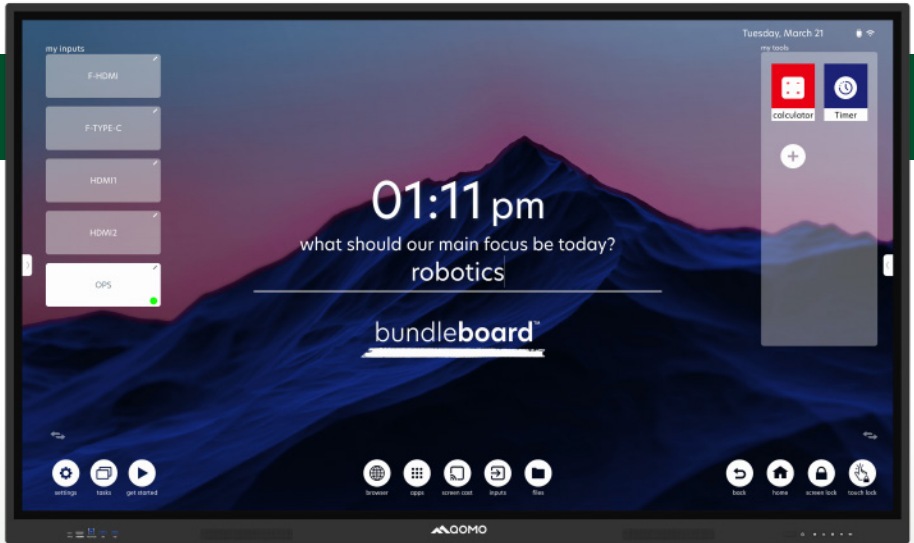 Tuesday, March 21
my inputs
my tools
F-HDMI
F-TYPE-C
HDMI1
HDMI2
OPS
calculator
Timer
01:11 pm
what should our main focus be today?
robotics
bundleboard™
settings
tasks
get started
browser
apps
screen cast
inputs
files
back
home
screen lock
touch lock
QOMO